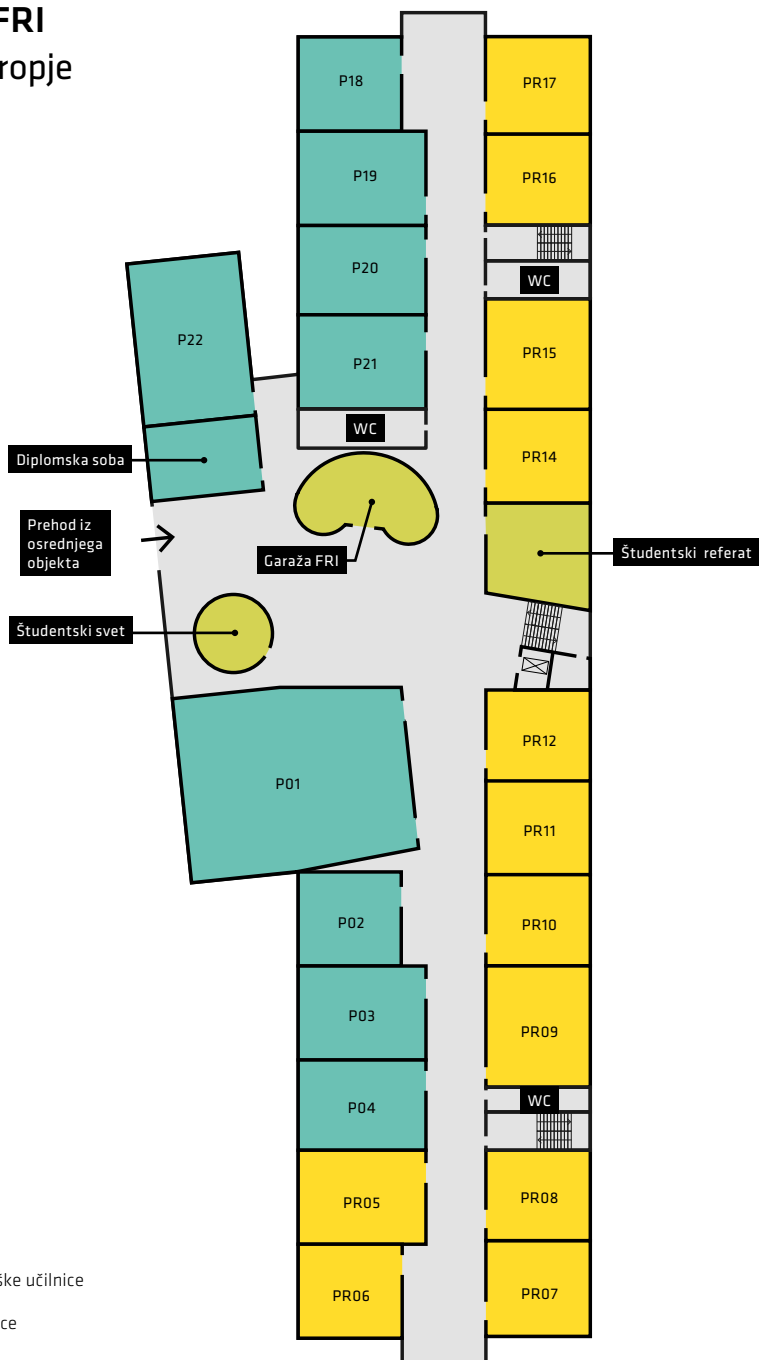 FRI
ropje
P18
PR17
P19
PR16
P20
WC
P22
P21
PR15
WC
PR14
Diplomska soba
Prehod iz
osrednjega
objekta
Garaža FRI
Študentski referat
Študentski svet
PR12
P01
PR11
P02
PR10
P03
PR09
P04
WC
PR05
PR08
PR06
PR07
ške učilnice
ce